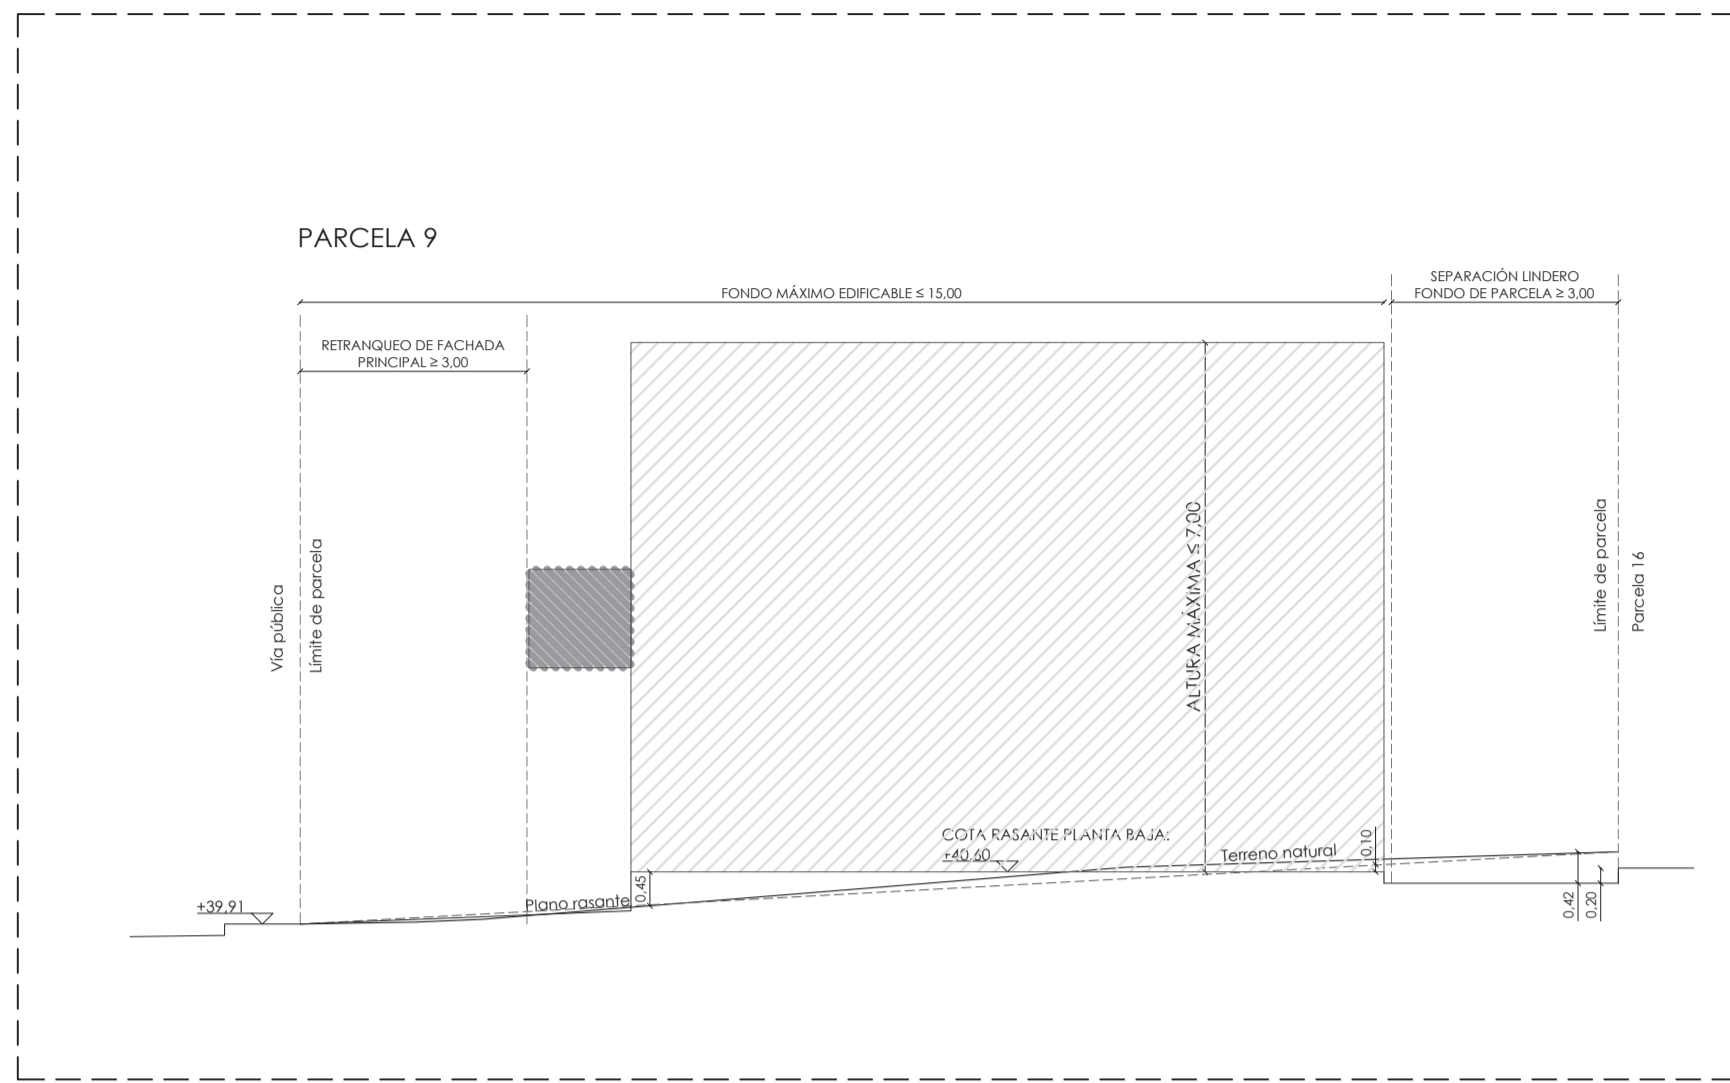 PARCELA 9
SEPARACIÓN LINDERO
FONDO DE PARCELA ≥ 3,00
FONDO MÁXIMO EDIFICABLE ≤ 15,00
RETRANQUEO DE FACHADA
PRINCIPAL ≥ 3,00
Vía pública
Límite de parcela
ALTURA MÁXIMA ≤ 7,00
Límite de parcela
Parcela 16
COTA RASANTE PLANTA BAJA:
+40,60
Terreno natural
0,10
0,45
Plano rasante
+39,91
0,42
0,20